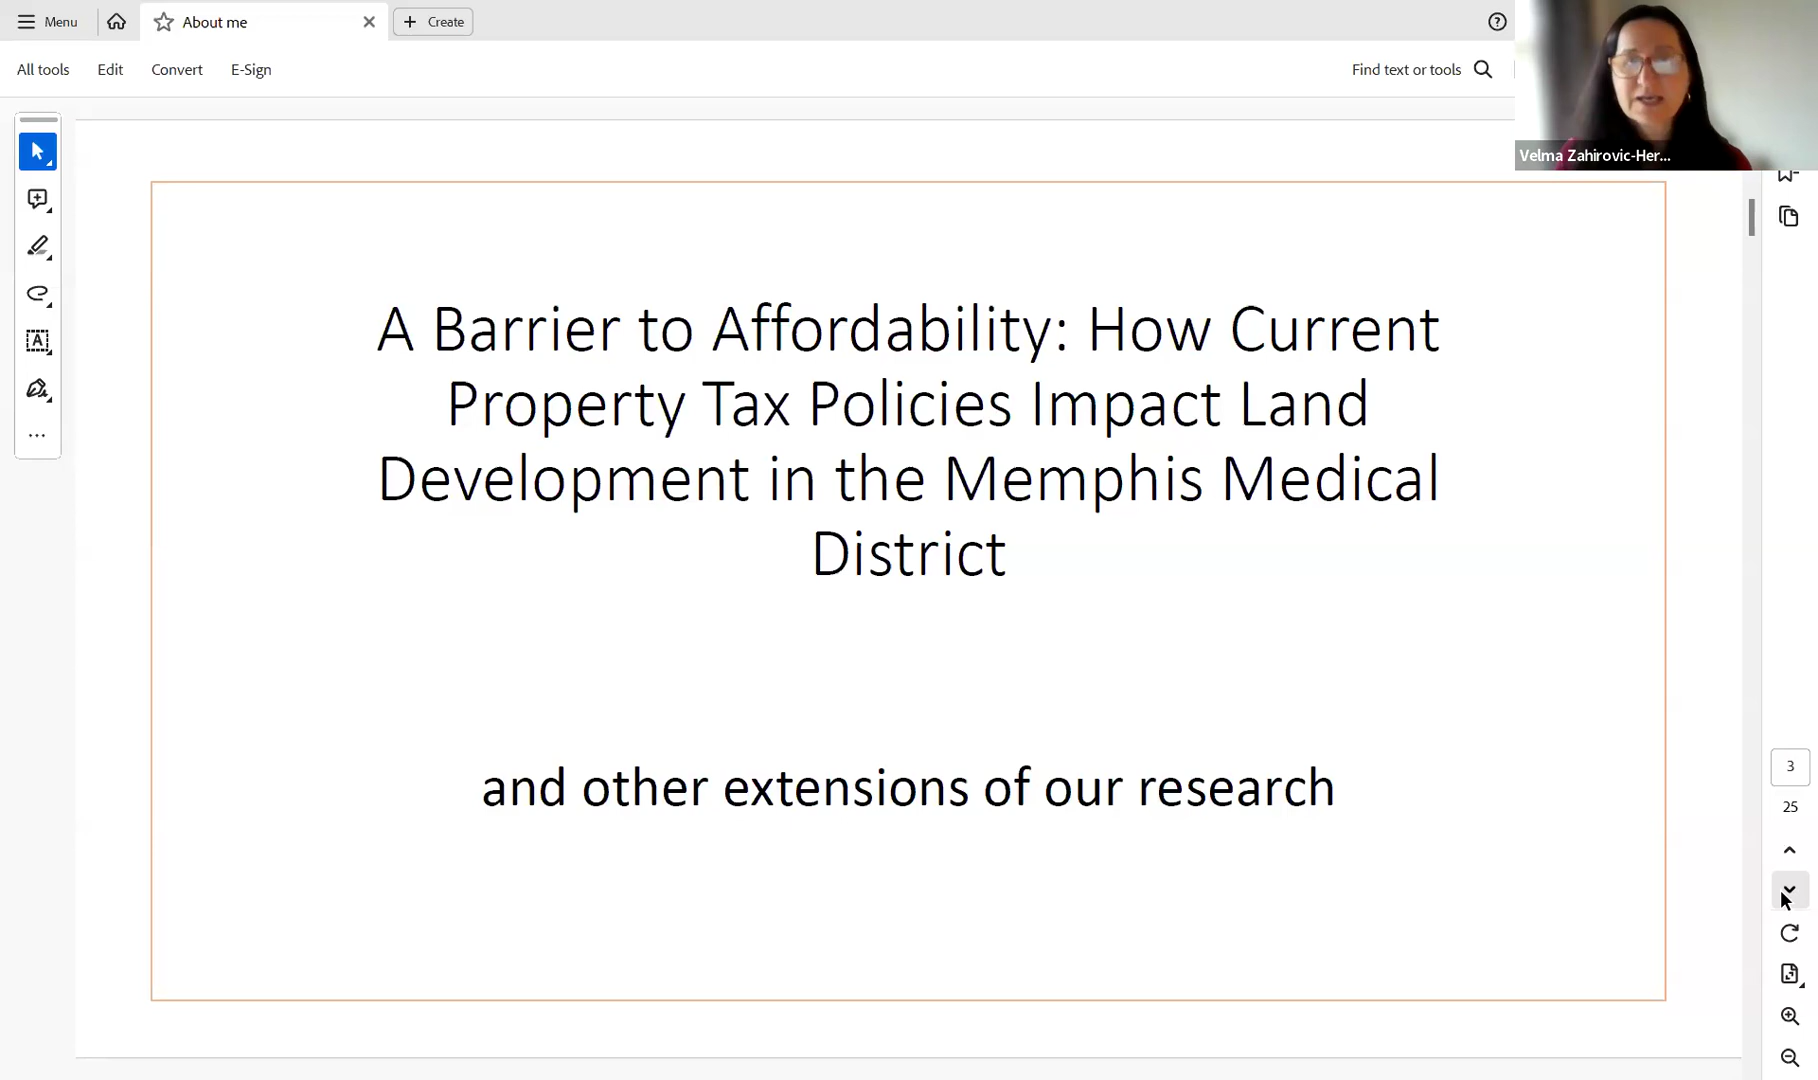 Menu
About me
Create
All tools
Edit
Convert
E-Sign
Find text or tools
Velma Zahirovic-Her...
A Barrier to Affordability: How Current
Property Tax Policies Impact Land
Development in the Memphis Medical
District
and other extensions of our research
3
25